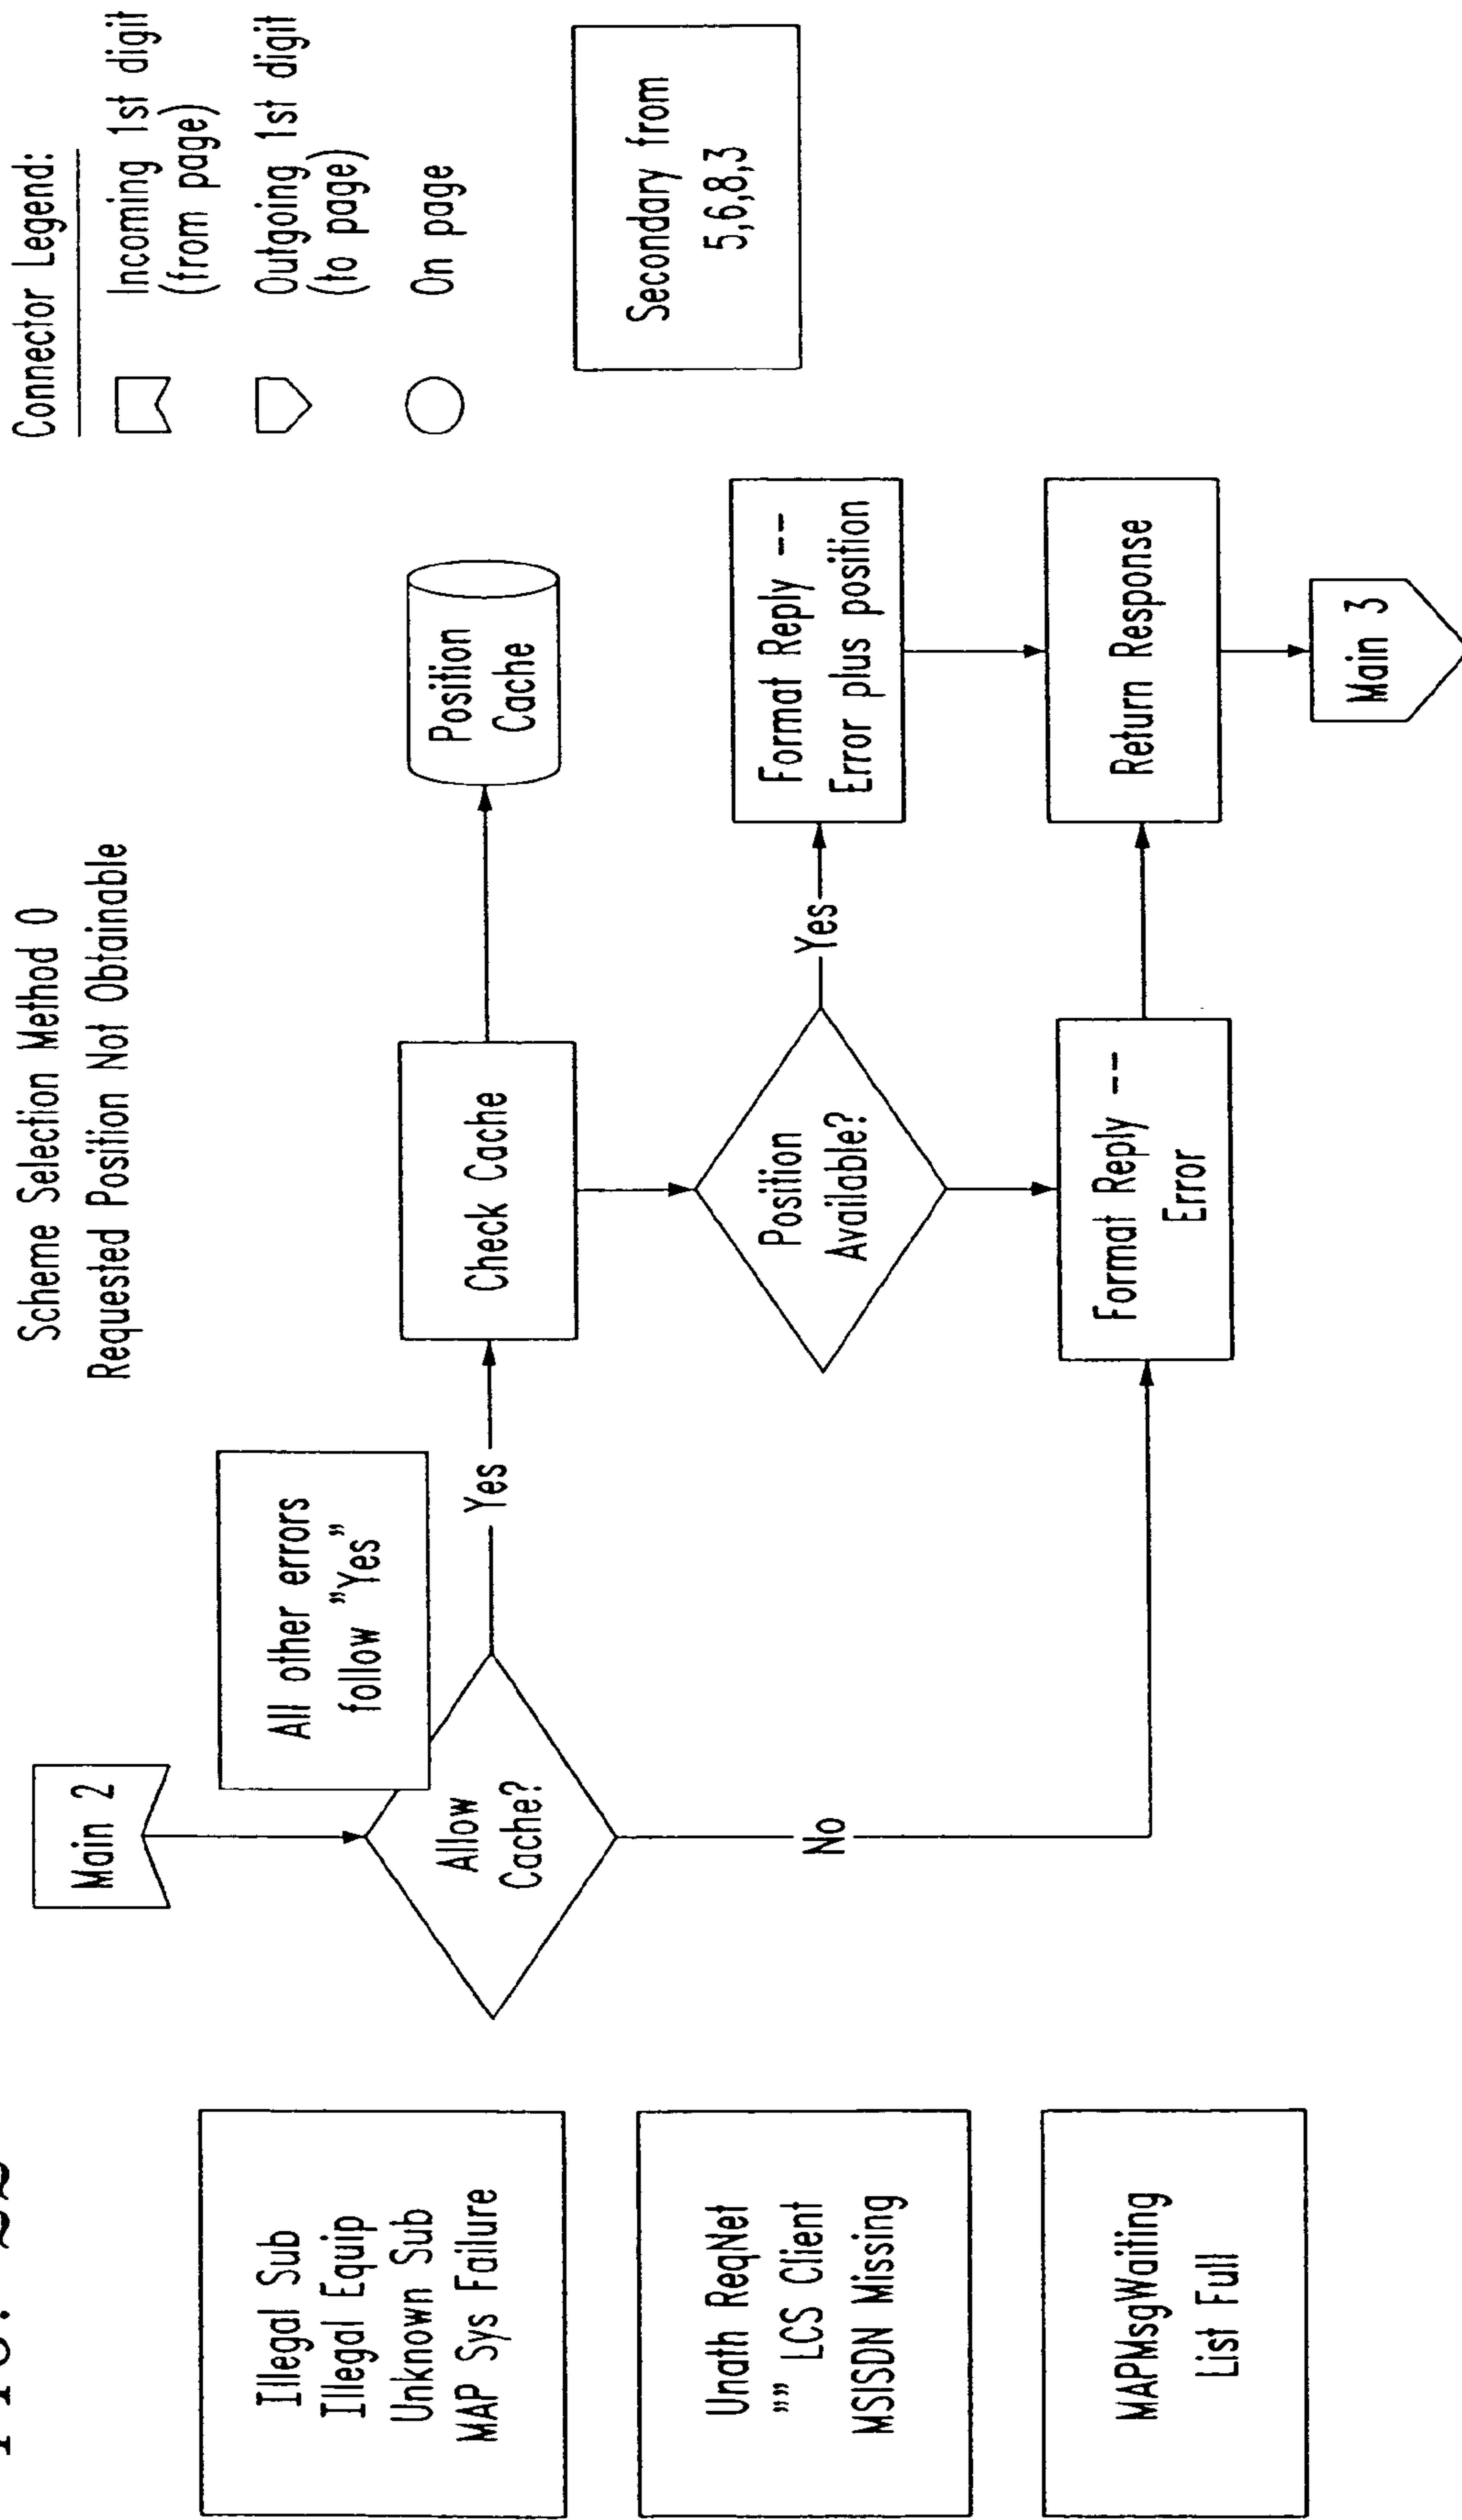 Scheme Selection Method 0
Requested Position Not Obtainable
Connector Legend:
Incoming 1st digit
(from page)
Outgoing 1st digit
(to page)
On page
Secondary from
5,6,8,3
Main 2
All other errors
follow "Yes"
Allow
Cache?
Yes
Check Cache
Position
Cache
Position
Available?
Yes
Format Reply --
Error plus position
No
Format Reply --
Error
Return Response
Main 3
Illegal Sub
Illegal Equip
Unknown Sub
MAP Sys Failure
Unath ReqNet
"" LCS Client
MSISDN Missing
MAPMsgWaiting
List Full